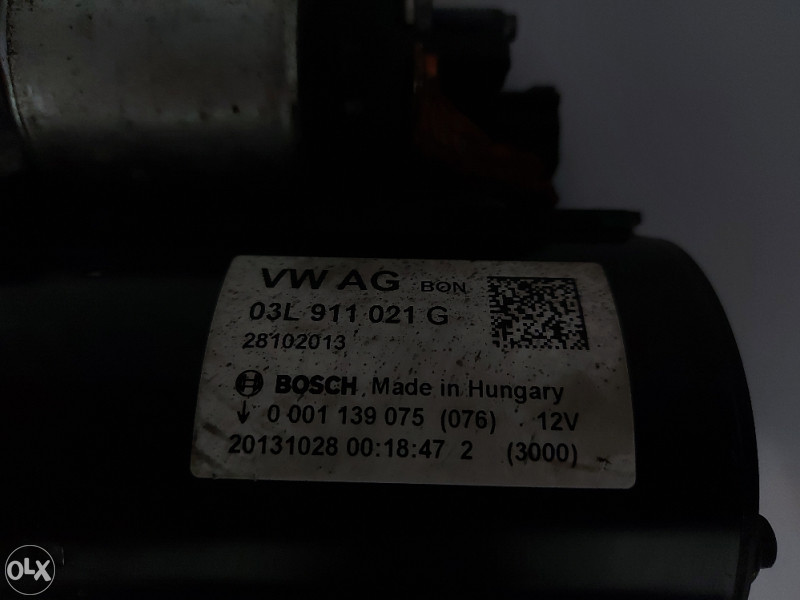 VW AG BQN
03L 911 021 G
28102013
BOSCH Made in Hungary
↓ 0 001 139 075 (076) 12V
20131028 00:18:47 2 (3000)
OLX